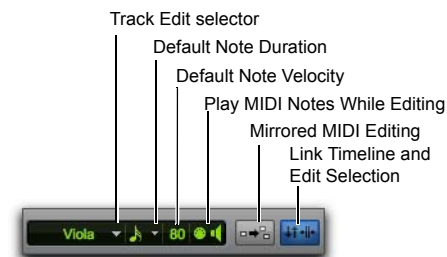 Track Edit selector
Default Note Duration
Default Note Velocity
Play MIDI Notes While Editing
Mirrored MIDI Editing
Link Timeline and
Edit Selection
Viola 80